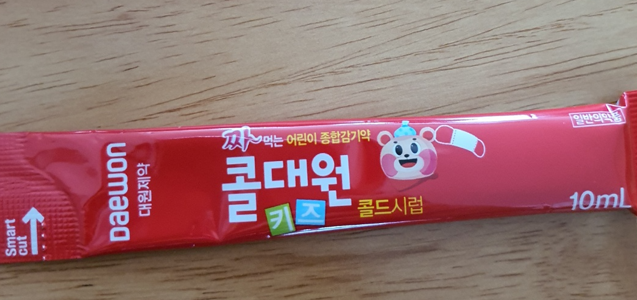 Smart
cut
Daewon
대원제약
짜~먹는 어린이 종합감기약
콜대원
키즈
콜드시럽
일반의약품
10mL